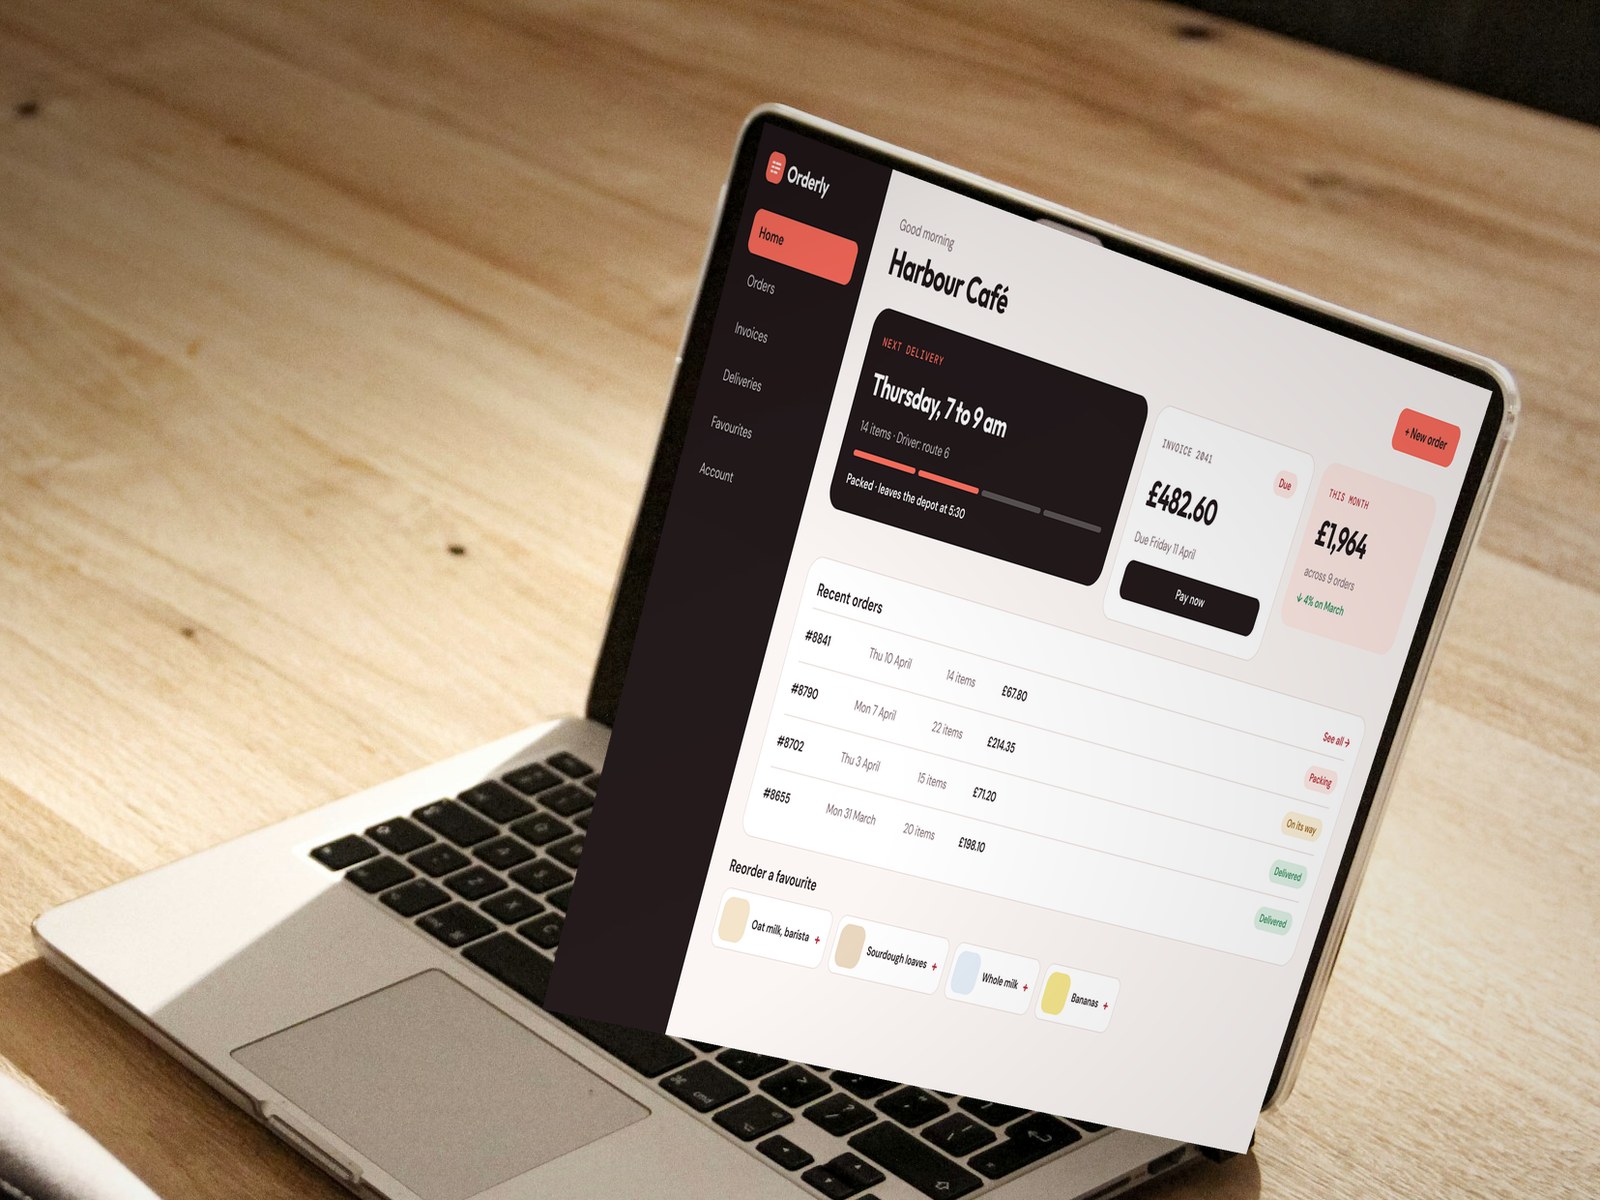 Orderly
Home
Orders
Invoices
Deliveries
Favourites
Account
Good morning
Harbour Café
+ New order
NEXT DELIVERY
Thursday, 7 to 9 am
14 items · Driver: route 6
Packed · leaves the depot at 5:30
INVOICE 2041
Due
£482.60
Due Friday 11 April
Pay now
THIS MONTH
£1,964
across 9 orders
↓ 4% on March
Recent orders
See all →
#8841 Thu 10 April 14 items £67.80 Packing
#8790 Mon 7 April 22 items £214.35 On its way
#8702 Thu 3 April 15 items £71.20 Delivered
#8655 Mon 31 March 20 items £198.10 Delivered
Reorder a favourite
Oat milk, barista +
Sourdough loaves +
Whole milk +
Bananas +